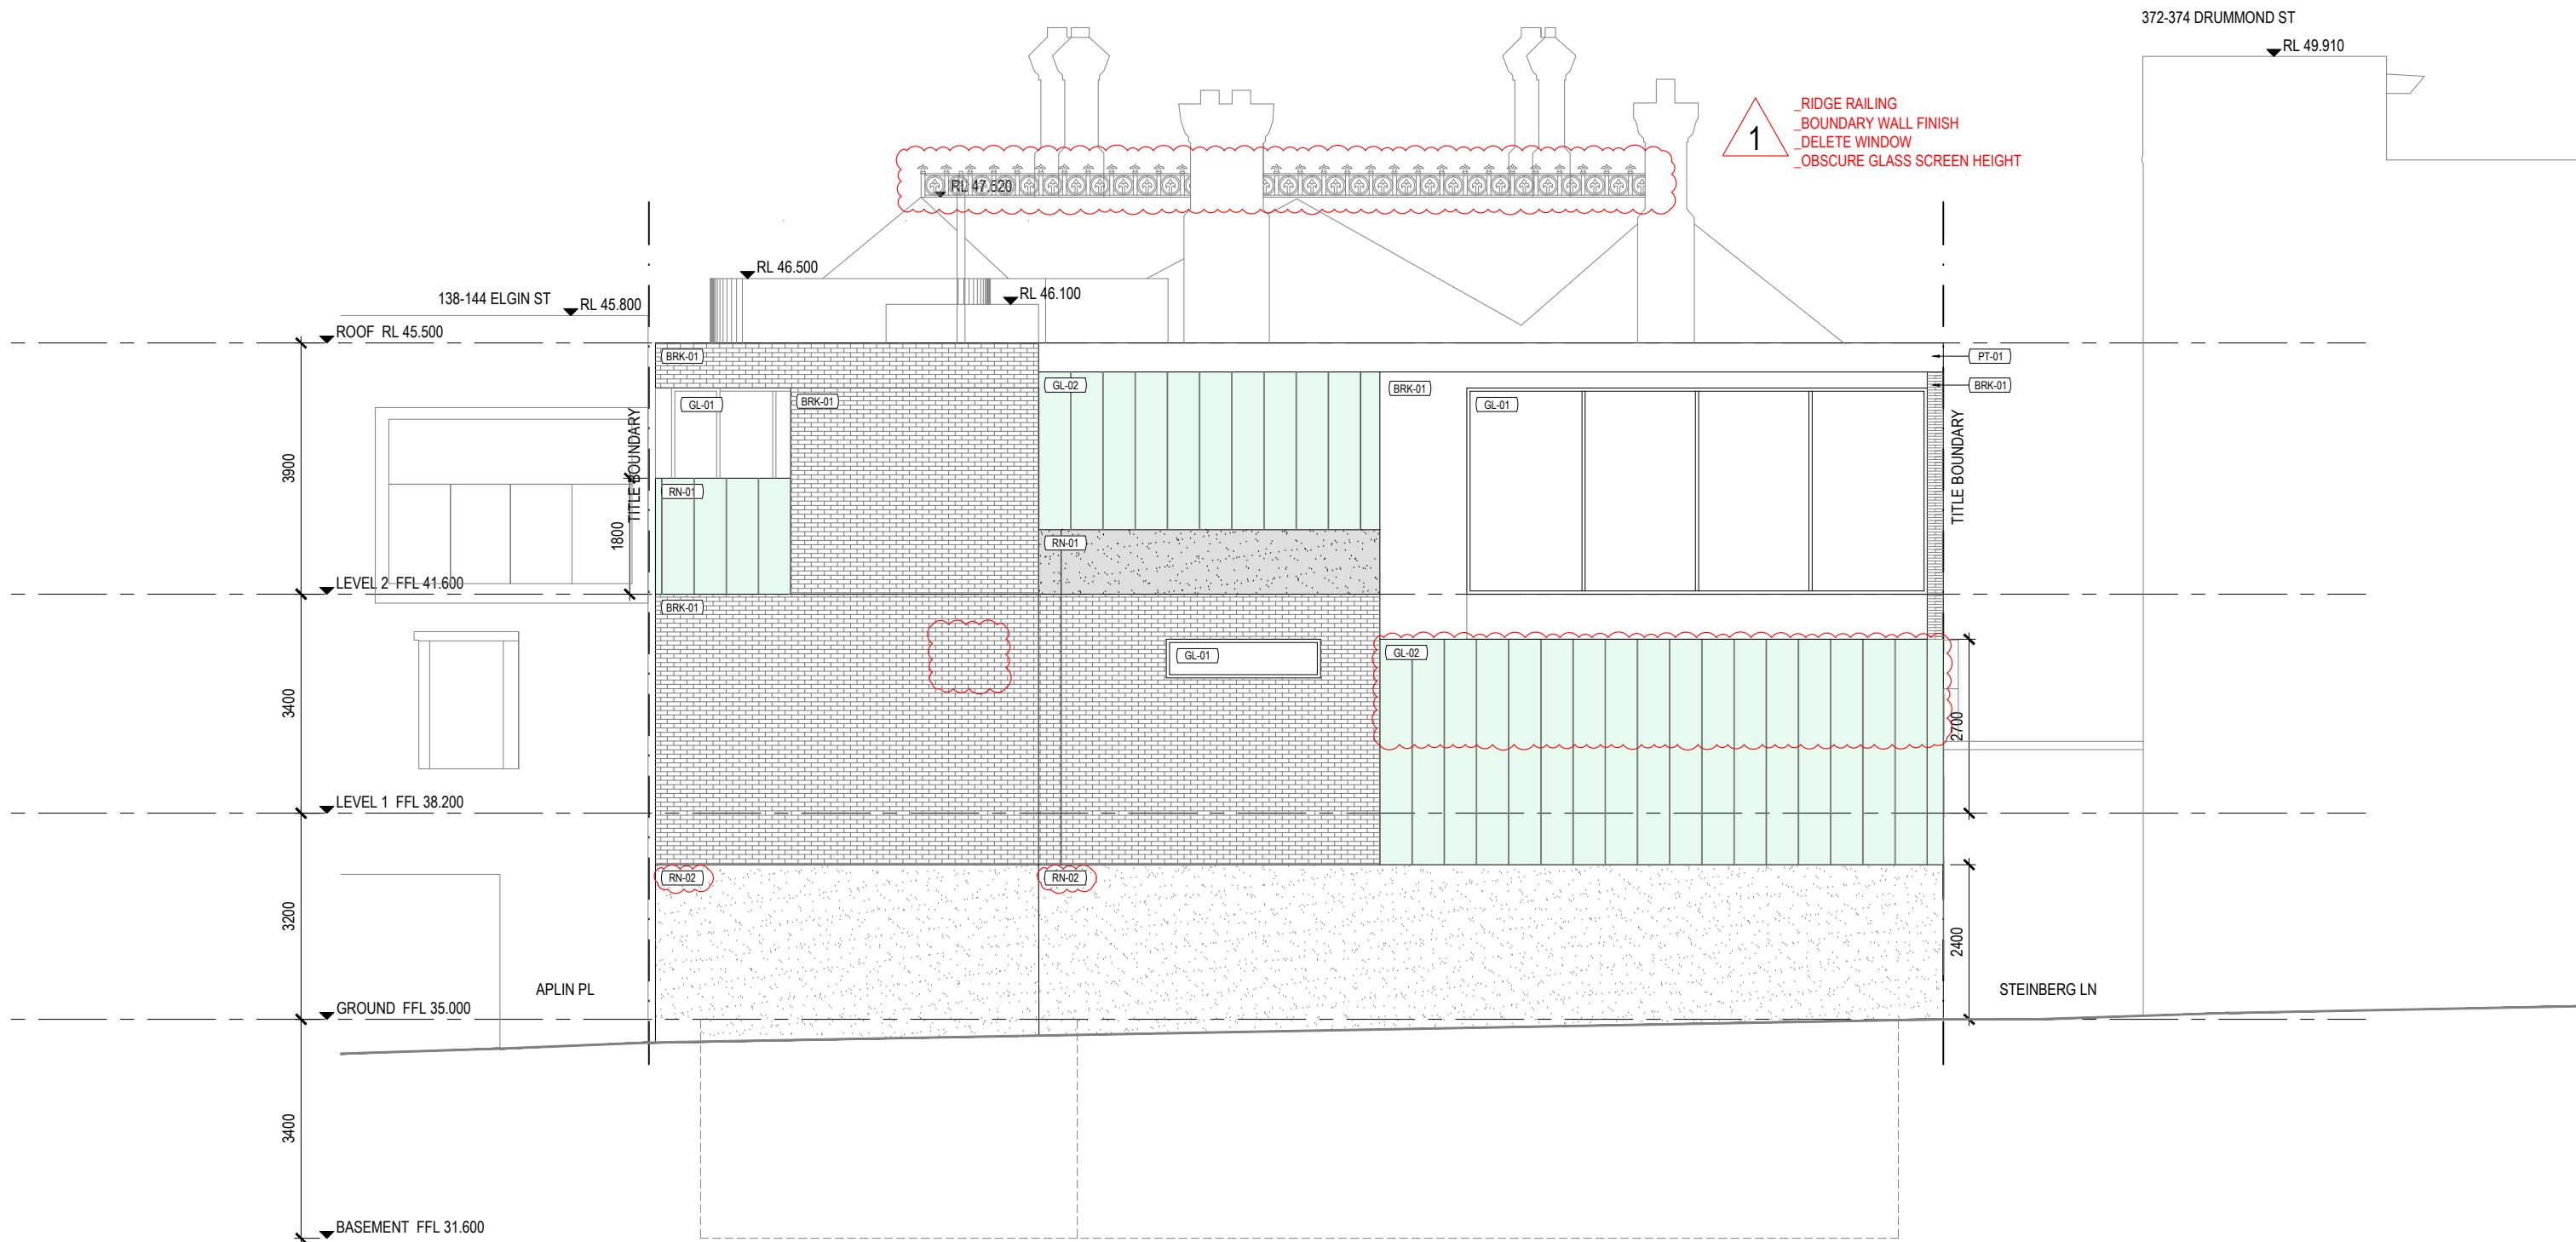 372-374 DRUMMOND ST
RL 49.910
1
_RIDGE RAILING
_BOUNDARY WALL FINISH
_DELETE WINDOW
_OBSCURE GLASS SCREEN HEIGHT
RL 47.520
RL 46.500
RL 46.100
138-144 ELGIN ST
RL 45.800
ROOF RL 45.500
BRK-01
PT-01
GL-02
BRK-01
BRK-01
GL-01
BRK-01
GL-01
TITLE BOUNDARY
TITLE BOUNDARY
3900
RN-01
1800
RN-01
LEVEL 2 FFL 41.600
BRK-01
GL-01
GL-02
3400
2700
LEVEL 1 FFL 38.200
RN-02
RN-02
3200
2400
APLIN PL
STEINBERG LN
GROUND FFL 35.000
3400
BASEMENT FFL 31.600